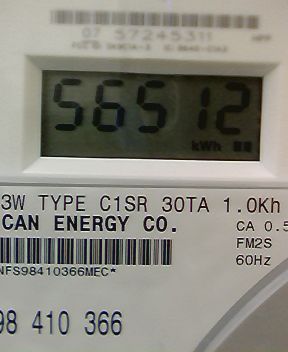 07 57245311
56512
kWh
3W TYPE C1SR 30TA 1.0Kh
CAN ENERGY CO.
CA 0.5
FM2S
NFS98410366MEC*
60Hz
98 410 366